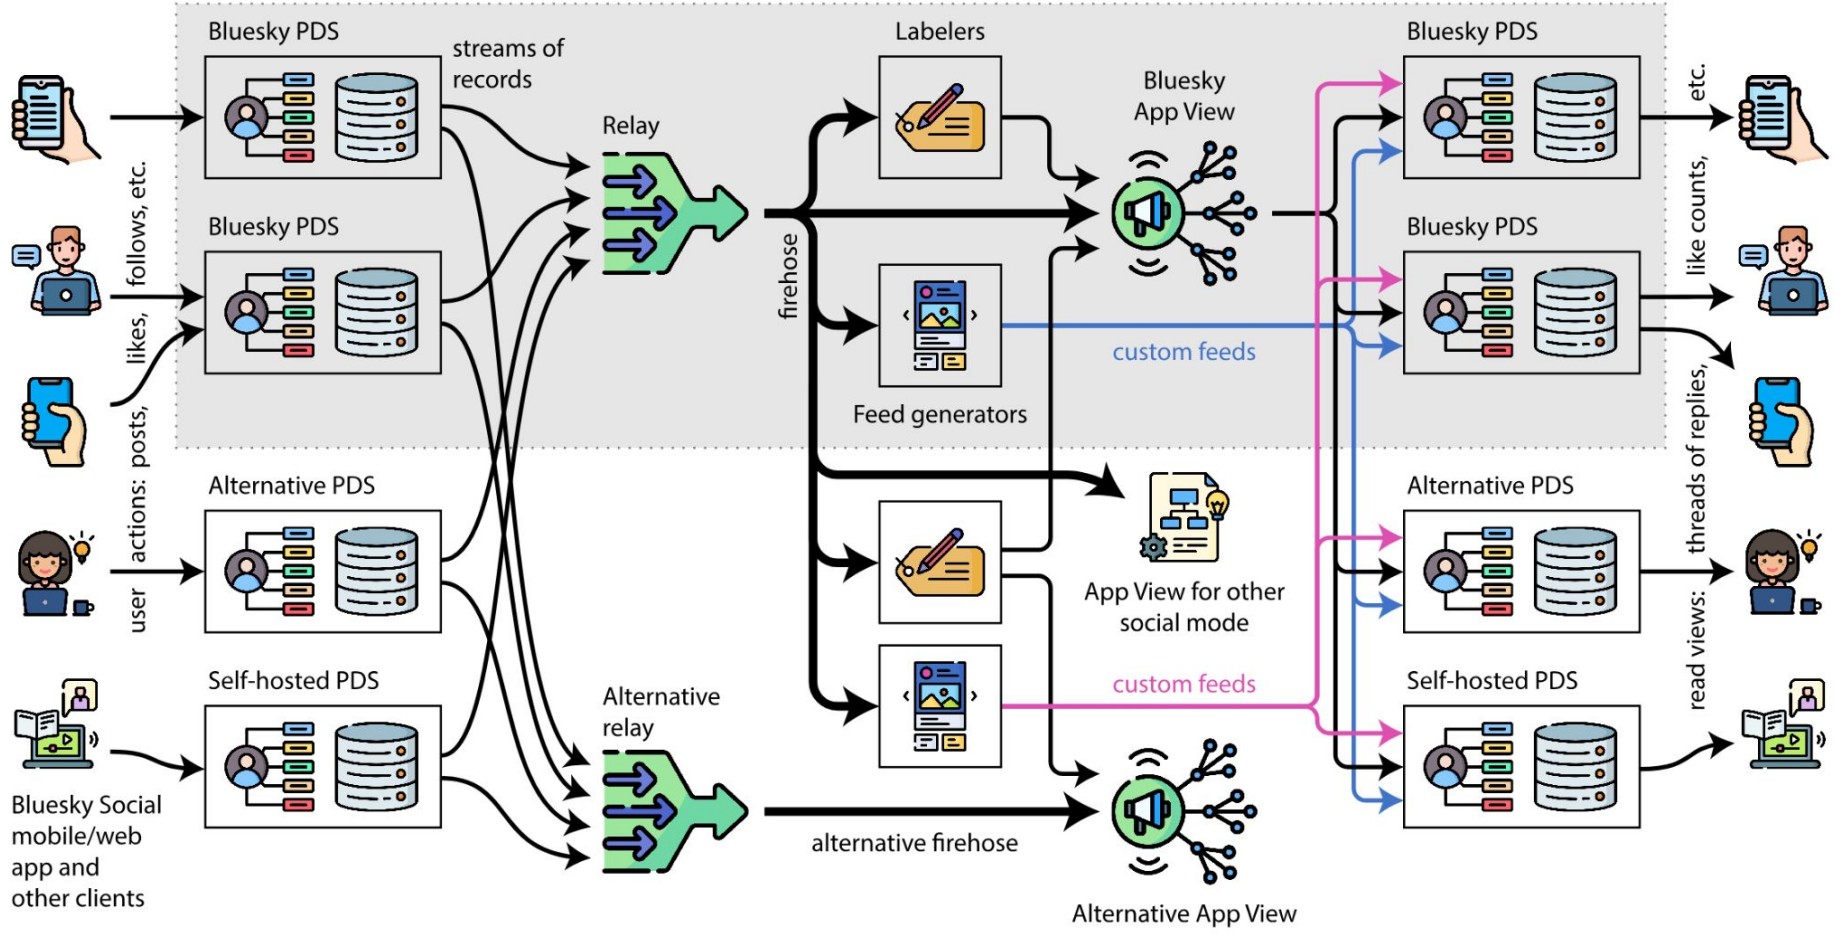 Bluesky PDS
streams of
records
Labelers
Bluesky
App View
Bluesky PDS
etc.
Relay
Bluesky PDS
Bluesky PDS
firehose
custom feeds
Feed generators
user actions: posts, likes, follows, etc.
Alternative PDS
App View for other
social mode
Alternative PDS
read views: threads of replies, like counts,
Self-hosted PDS
Alternative
relay
custom feeds
Self-hosted PDS
Bluesky Social
mobile/web
app and
other clients
alternative firehose
Alternative App View